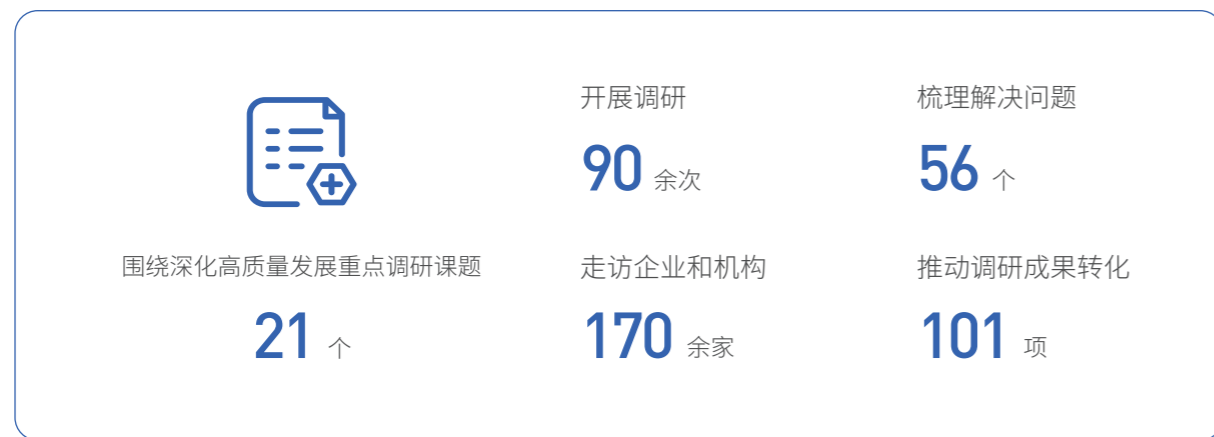 开展调研
90 余次
梳理解决问题
56 个
围绕深化高质量发展重点调研课题
21 个
走访企业和机构
170 余家
推动调研成果转化
101 项